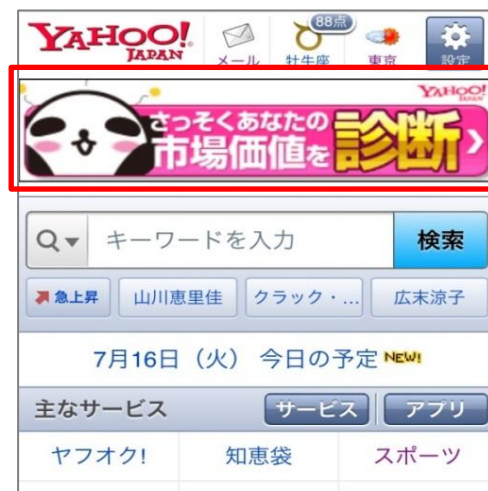 YAHOO!
JAPAN
メール
88点
牡牛座
東京
設定
YAHOO!
JAPAN
さっそくあなたの
市場価値を
診断
キーワードを入力
検索
急上昇
山川恵里佳
クラック・...
広末涼子
7月16日（火） 今日の予定 NEW!
主なサービス
サービス
アプリ
ヤフオク!
知恵袋
スポーツ